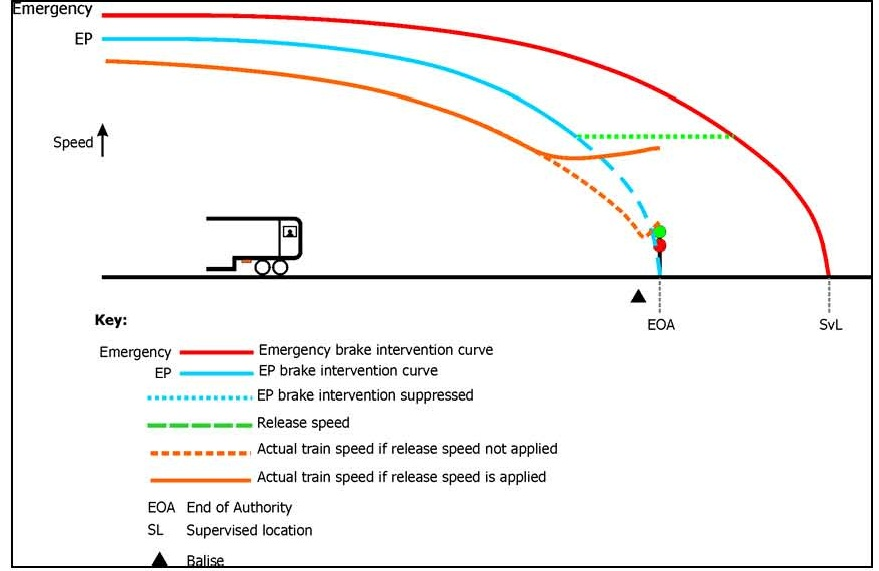 Emergency
EP
Speed
EOA
SvL
Key:
Emergency Emergency brake intervention curve
EP EP brake intervention curve
EP brake intervention suppressed
Release speed
Actual train speed if release speed not applied
Actual train speed if release speed is applied
EOA End of Authority
SL Supervised location
Balise